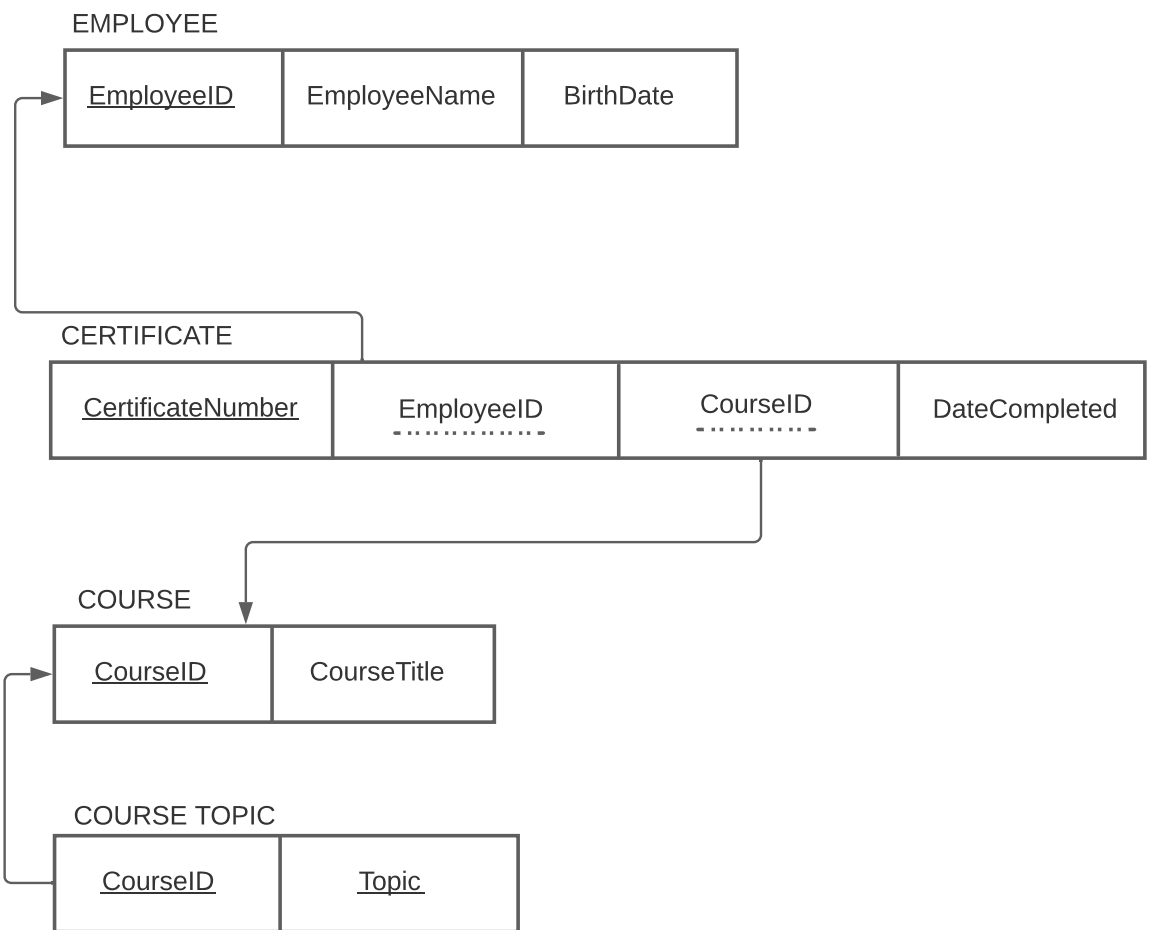 EMPLOYEE
EmployeeID EmployeeName BirthDate
CERTIFICATE
CertificateNumber EmployeeID CourseID DateCompleted
COURSE
CourseID CourseTitle
COURSE TOPIC
CourseID Topic